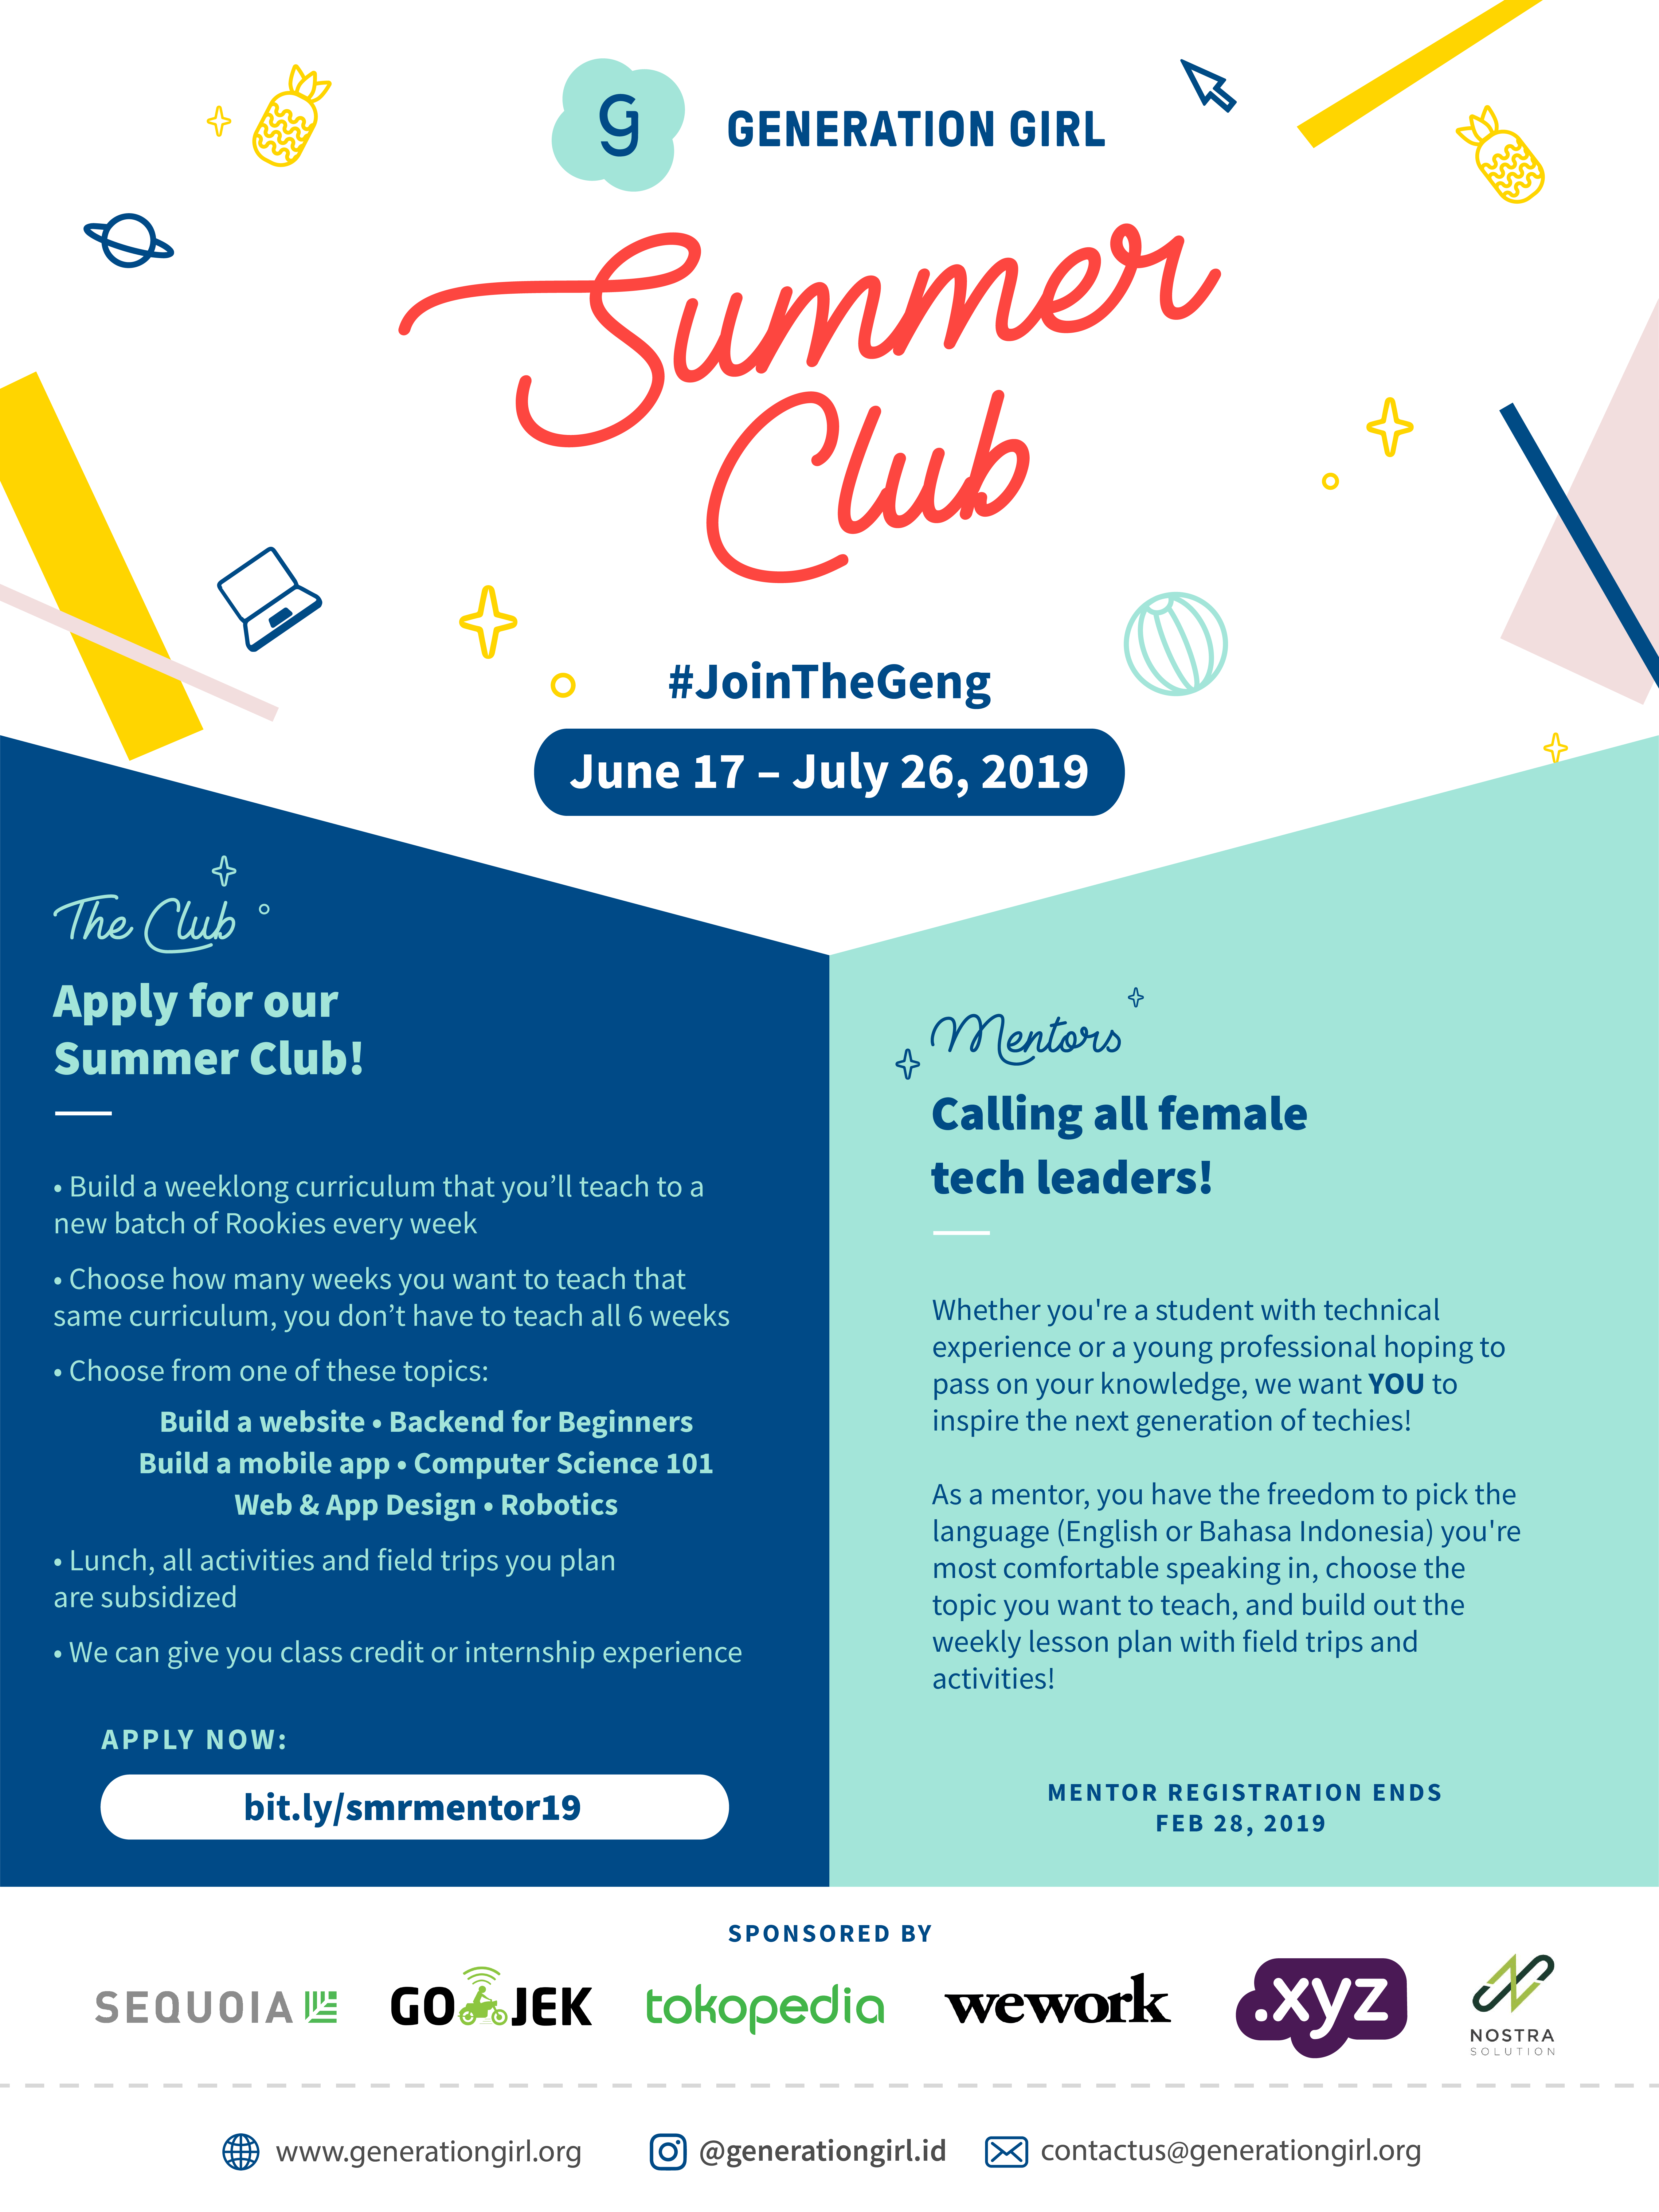 g
GENERATION GIRL
Summer
Club
#JoinTheGeng
June 17 – July 26, 2019
The Club
Apply for our
Summer Club!
• Build a weeklong curriculum that you’ll teach to a
new batch of Rookies every week
• Choose how many weeks you want to teach that
same curriculum, you don’t have to teach all 6 weeks
• Choose from one of these topics:
Build a website • Backend for Beginners
Build a mobile app • Computer Science 101
Web & App Design • Robotics
• Lunch, all activities and field trips you plan
are subsidized
• We can give you class credit or internship experience
APPLY NOW:
bit.ly/smrmentor19
Mentors
Calling all female
tech leaders!
Whether you're a student with technical
experience or a young professional hoping to
pass on your knowledge, we want YOU to
inspire the next generation of techies!
As a mentor, you have the freedom to pick the
language (English or Bahasa Indonesia) you're
most comfortable speaking in, choose the
topic you want to teach, and build out the
weekly lesson plan with field trips and
activities!
MENTOR REGISTRATION ENDS
FEB 28, 2019
SPONSORED BY
SEQUOIA
GO JEK
tokopedia
wework
.xyz
NOSTRA
SOLUTION
www.generationgirl.org
@generationgirl.id
contactus@generationgirl.org